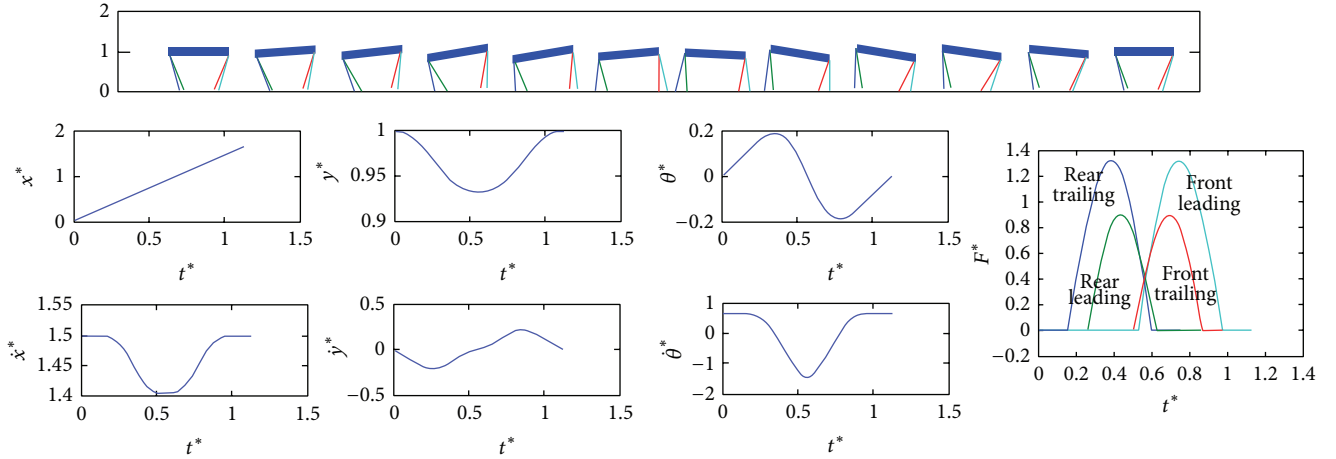 2
1
0
2
1
0
0 0.5 1 1.5
x*
t*
1
0.95
0.9
0 0.5 1 1.5
y*
t*
0.2
0
−0.2
0 0.5 1 1.5
θ*
t*
1.55
1.5
1.45
1.4
0 0.5 1 1.5
ẋ*
t*
0.5
0
−0.5
0 0.5 1 1.5
ẏ*
t*
1
0
−1
−2
0 0.5 1 1.5
θ̇*
t*
1.4
1.2
1
0.8
0.6
0.4
0.2
0
−0.2
0 0.2 0.4 0.6 0.8 1 1.2 1.4
F*
t*
Rear
trailing
Front
leading
Rear
leading
Front
trailing